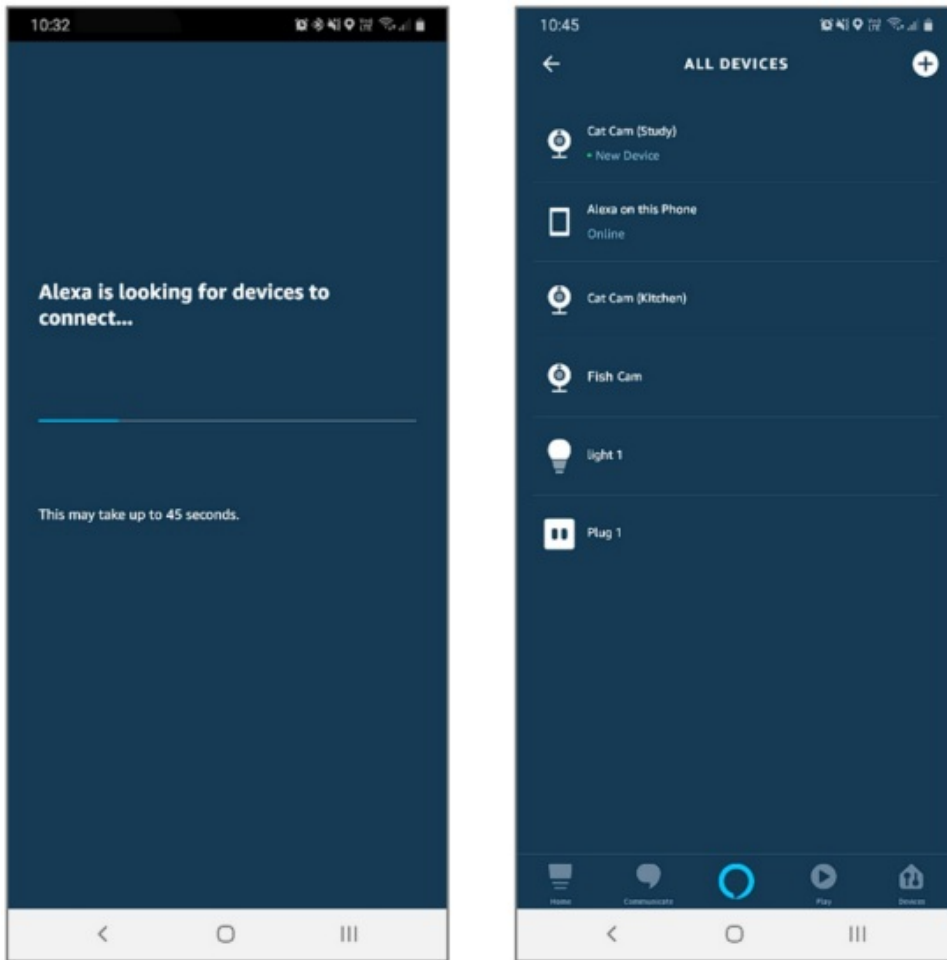 10:32
Alexa is looking for devices to
connect...
This may take up to 45 seconds.
10:45
ALL DEVICES
Cat Cam (Study)
• New Device
Alexa on this Phone
Online
Cat Cam (Kitchen)
Fish Cam
light 1
Plug 1
Home Communicate Play Devices